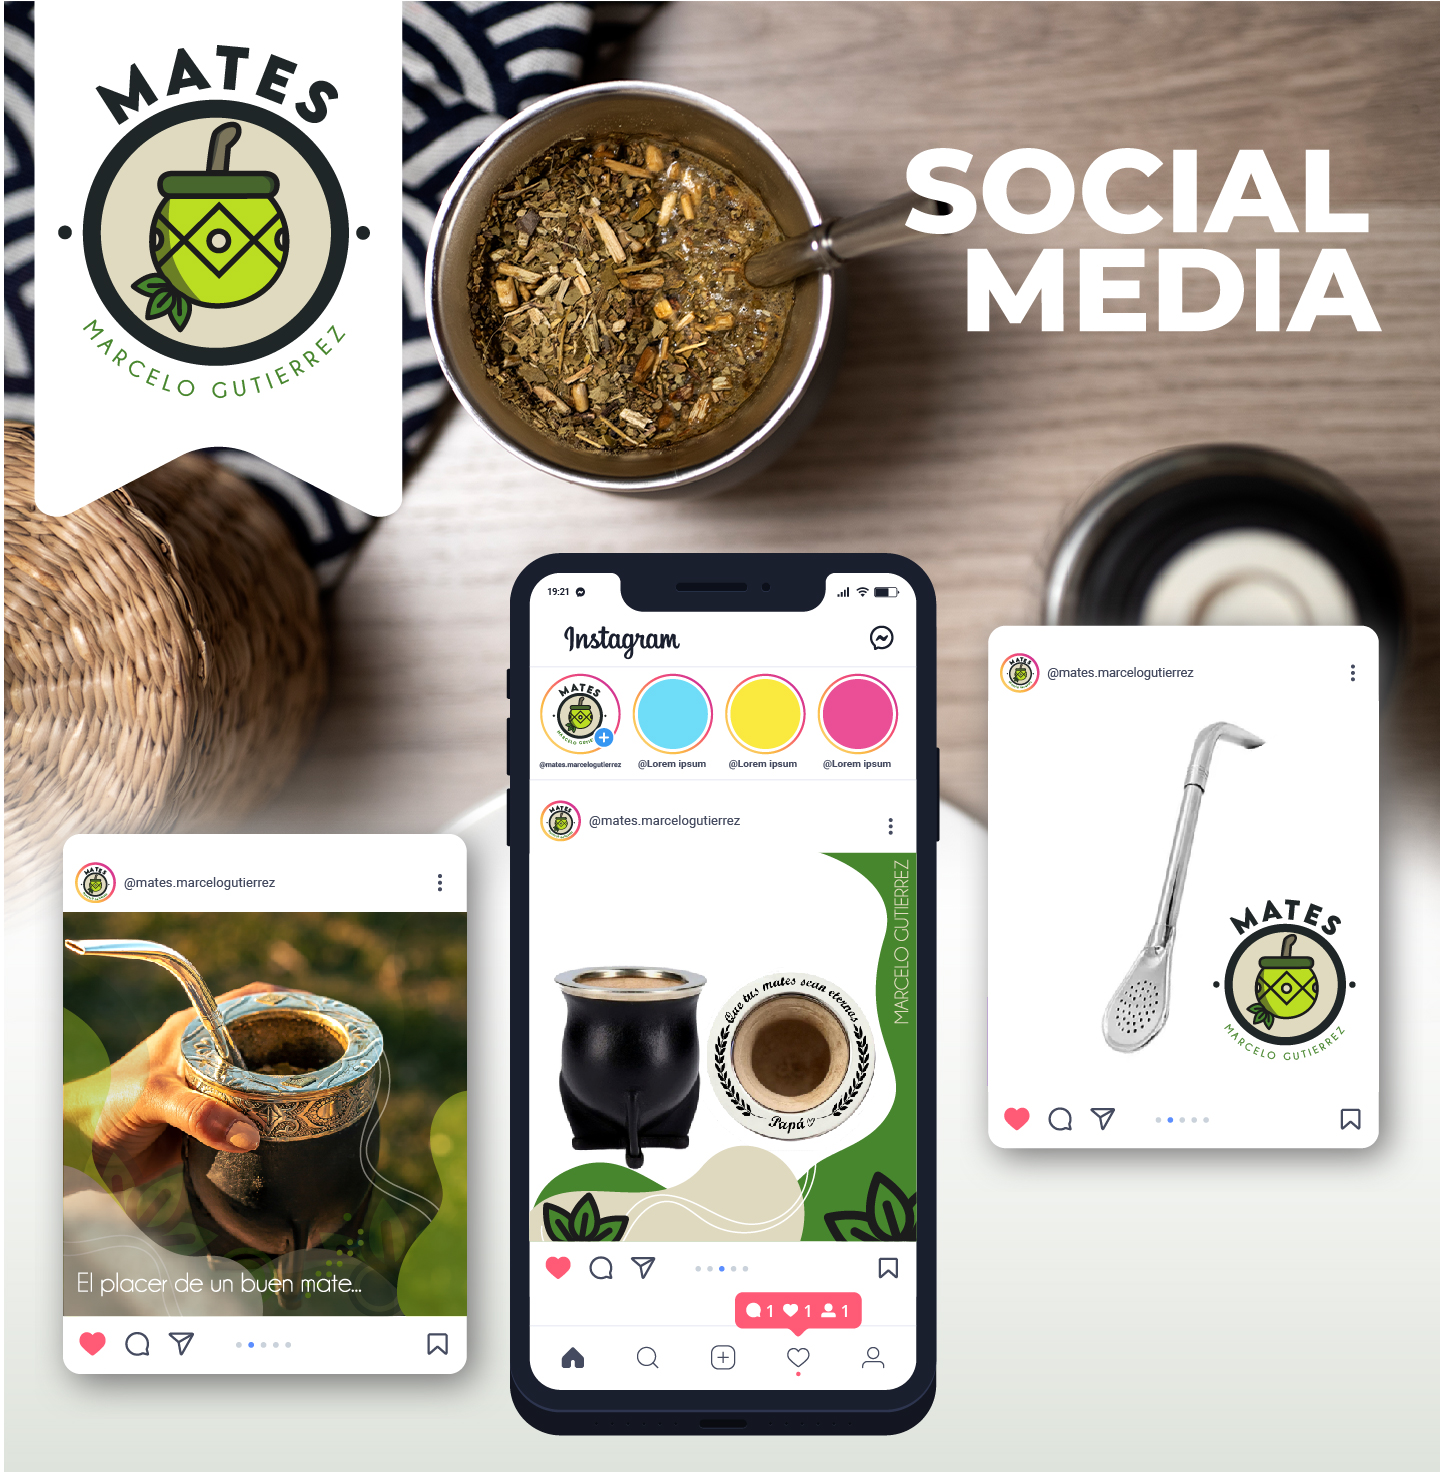 MATES
MARCELO GUTIERREZ
SOCIAL
MEDIA
19:21
Instagram
@mates.marcelogutierrez
@Lorem ipsum
@Lorem ipsum
@Lorem ipsum
@mates.marcelogutierrez
MARCELO GUTIERREZ
Que tus mates sean eternos
Papá
1 1 1
@mates.marcelogutierrez
El placer de un buen mate...
@mates.marcelogutierrez
MATES
MARCELO GUTIERREZ